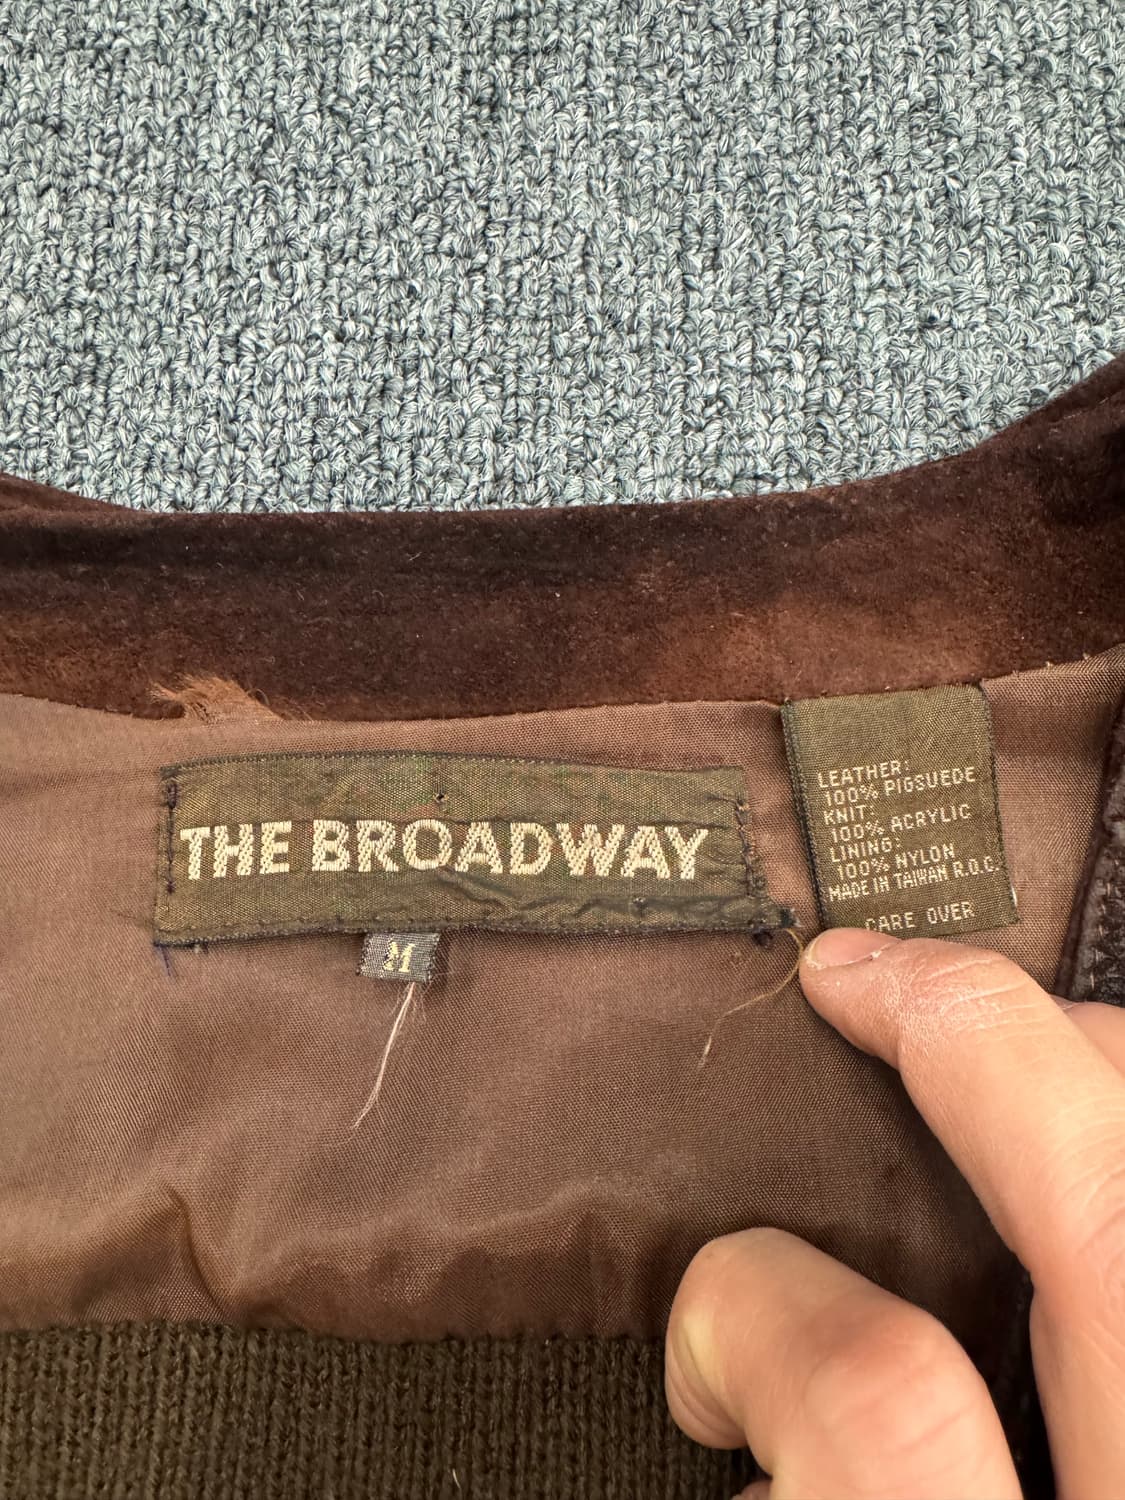 THE BROADWAY
M
LEATHER:
100% PIGSUEDE
KNIT:
100% ACRYLIC
LINING:
100% NYLON
MADE IN TAIWAN R.O.C.
CARE OVER